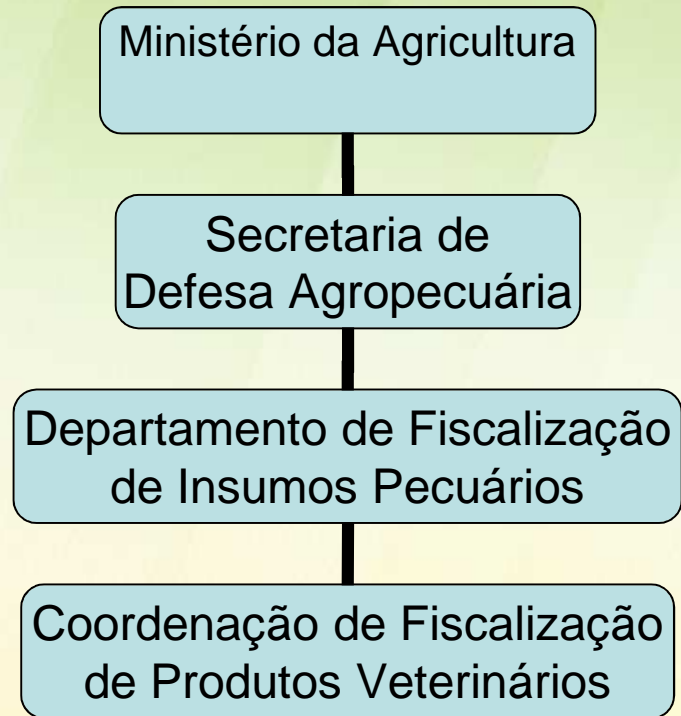 Ministério da Agricultura
Secretaria de
Defesa Agropecuária
Departamento de Fiscalização
de Insumos Pecuários
Coordenação de Fiscalização
de Produtos Veterinários